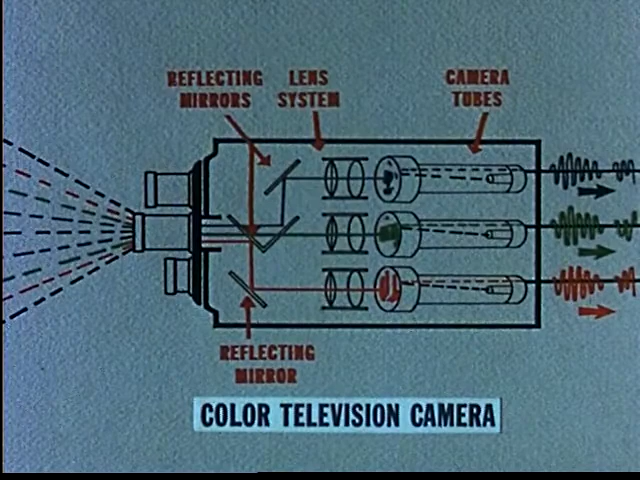 REFLECTING
MIRRORS
LENS
SYSTEM
CAMERA
TUBES
REFLECTING
MIRROR
COLOR TELEVISION CAMERA